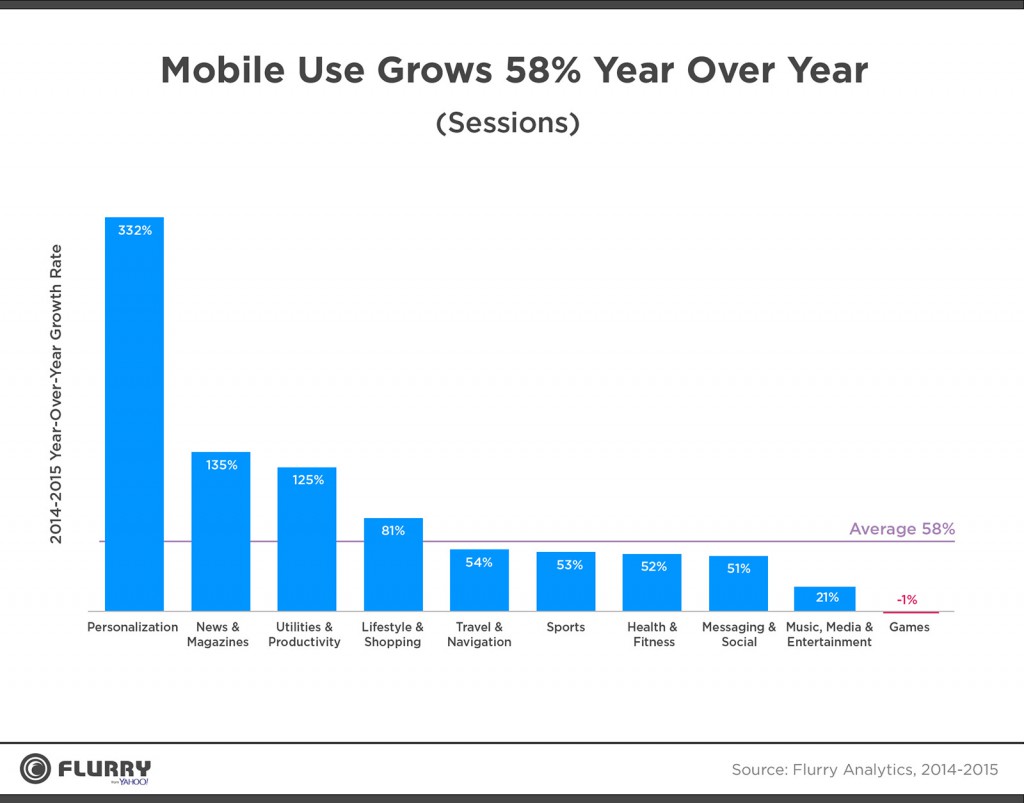 Mobile Use Grows 58% Year Over Year
(Sessions)
2014-2015 Year-Over-Year Growth Rate
332%
135%
125%
81%
54%
53%
52%
51%
21%
-1%
Average 58%
Personalization
News &
Magazines
Utilities &
Productivity
Lifestyle &
Shopping
Travel &
Navigation
Sports
Health &
Fitness
Messaging &
Social
Music, Media &
Entertainment
Games
FLURRY
from YAHOO!
Source: Flurry Analytics, 2014-2015